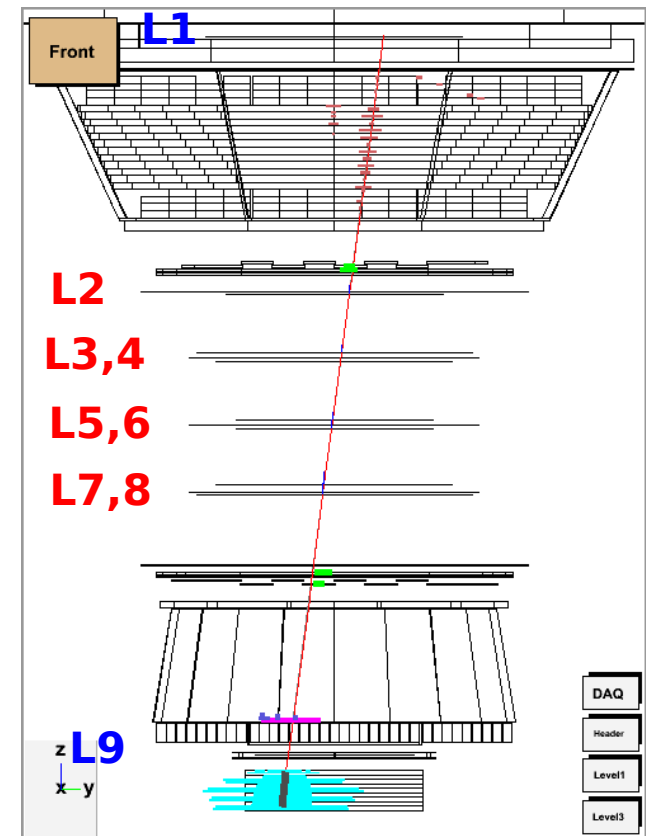 L1
Front
L2
L3,4
L5,6
L7,8
DAQ
Header
Level1
Level3
L9
z
x
y